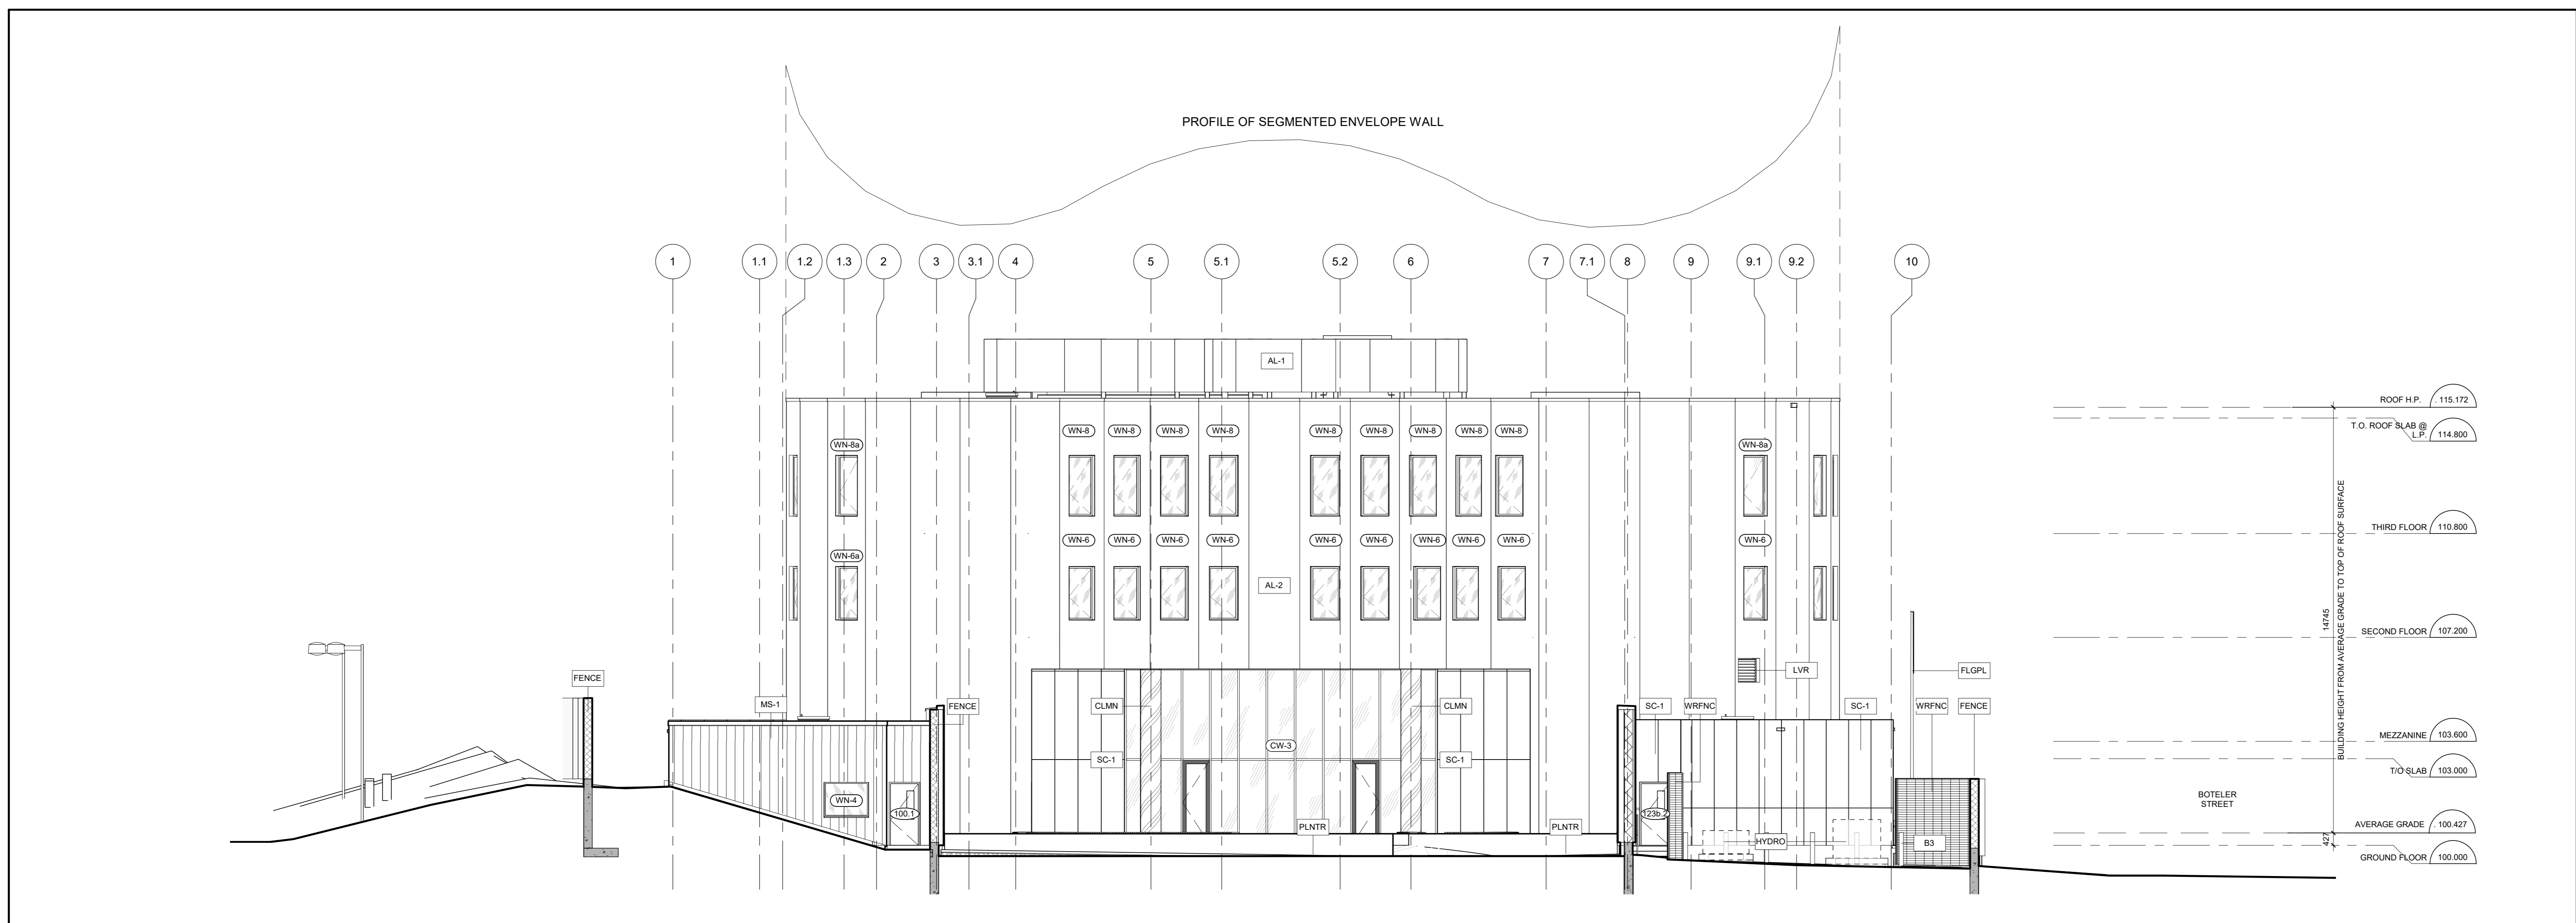 PROFILE OF SEGMENTED ENVELOPE WALL
1 1.1 1.2 1.3 2 3 3.1 4 5 5.1 5.2 6 7 7.1 8 9 9.1 9.2 10
AL-1
ROOF H.P. 115.172
T.O. ROOF SLAB @
L.P. 114.800
WN-8 WN-8 WN-8 WN-8 WN-8 WN-8 WN-8 WN-8 WN-8
WN-8a WN-8a
THIRD FLOOR 110.800
WN-6 WN-6 WN-6 WN-6 WN-6 WN-6 WN-6 WN-6 WN-6 WN-6
WN-6a
AL-2
14745
BUILDING HEIGHT FROM AVERAGE GRADE TO TOP OF ROOF SURFACE
SECOND FLOOR 107.200
LVR FLGPL
FENCE
MS-1 FENCE CLMN CLMN SC-1 WRFNC SC-1 WRFNC FENCE
MEZZANINE 103.600
CW-3
SC-1 SC-1
T/O SLAB 103.000
WN-4
BOTELER
STREET
100.1 123b.2
PLNTR PLNTR
AVERAGE GRADE 100.427
427
HYDRO B3
GROUND FLOOR 100.000